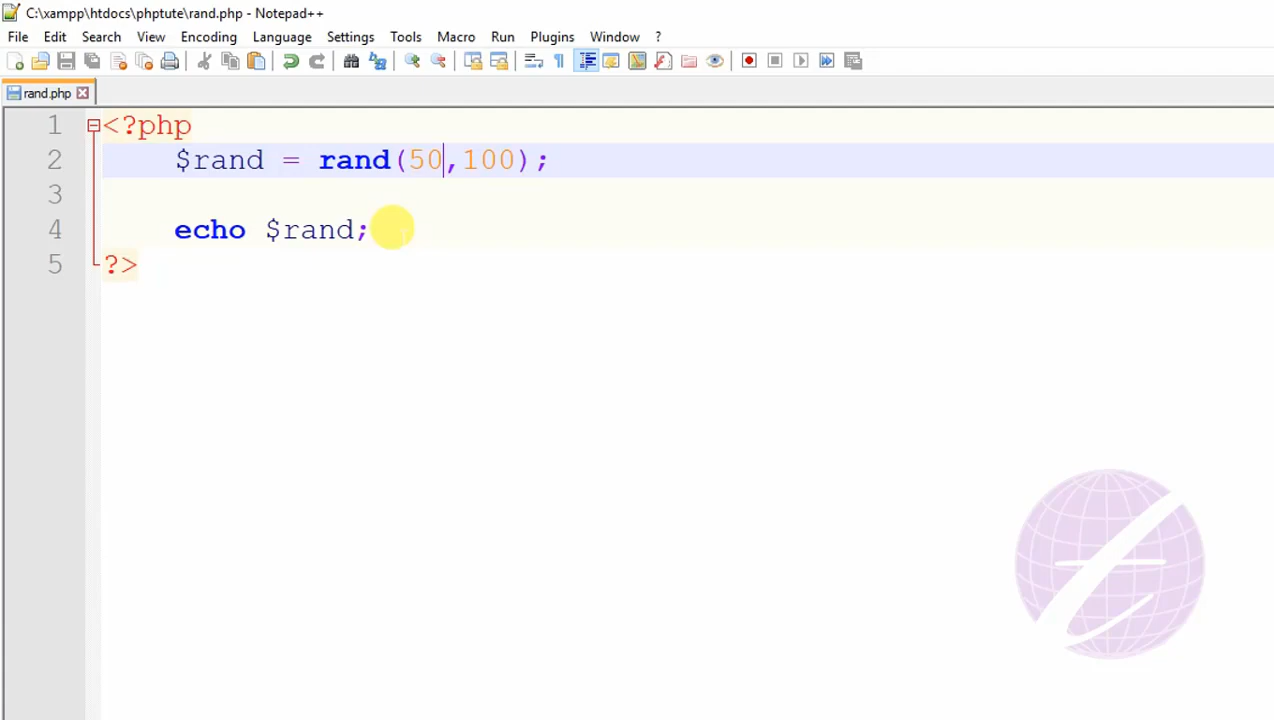 C:\xampp\htdocs\phptute\rand.php - Notepad++
File Edit Search View Encoding Language Settings Tools Macro Run Plugins Window ?
rand.php
1 <?php
2 $rand = rand(50,100);
3
4 echo $rand;
5 ?>